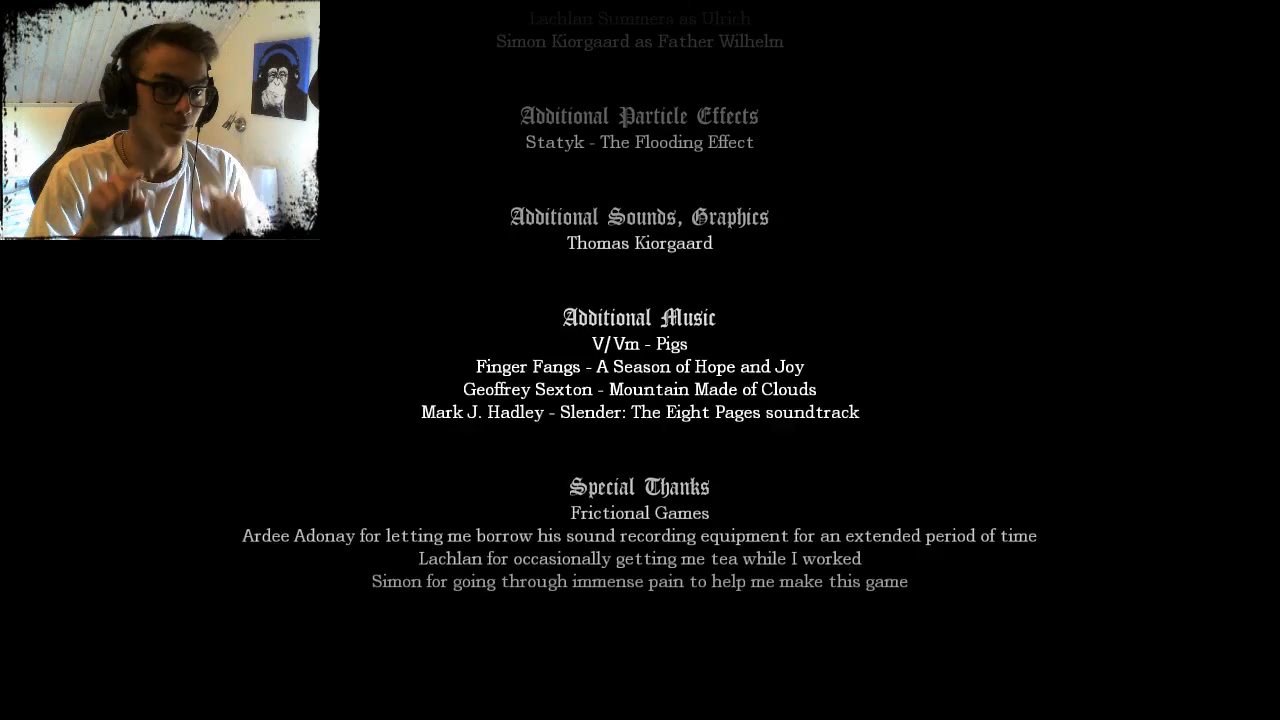 Lachlan Summers as Ulrich
Simon Kiorgaard as Father Wilhelm
Additional Particle Effects
Statyk - The Flooding Effect
Additional Sounds, Graphics
Thomas Kiorgaard
Additional Music
V/Vm - Pigs
Finger Fangs - A Season of Hope and Joy
Geoffrey Sexton - Mountain Made of Clouds
Mark J. Hadley - Slender: The Eight Pages soundtrack
Special Thanks
Frictional Games
Ardee Adonay for letting me borrow his sound recording equipment for an extended period of time
Lachlan for occasionally getting me tea while I worked
Simon for going through immense pain to help me make this game